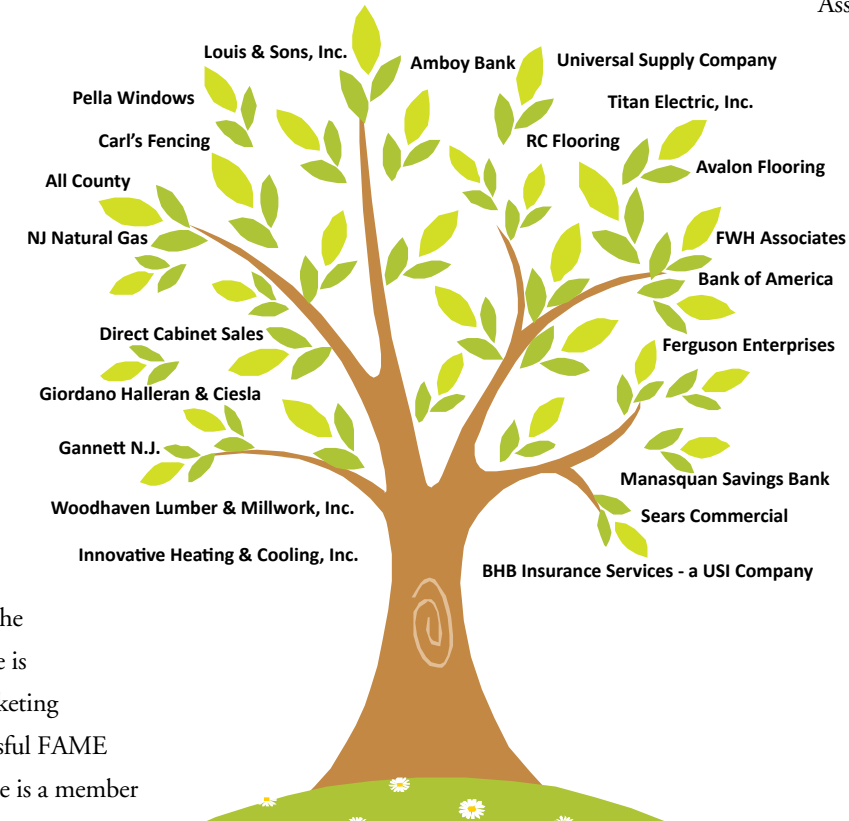 Ass
Louis & Sons, Inc.
Amboy Bank
Universal Supply Company
Pella Windows
Titan Electric, Inc.
Carl's Fencing
RC Flooring
All County
Avalon Flooring
NJ Natural Gas
FWH Associates
Bank of America
Direct Cabinet Sales
Ferguson Enterprises
Giordano Halleran & Ciesla
Gannett N.J.
Manasquan Savings Bank
Woodhaven Lumber & Millwork, Inc.
Sears Commercial
Innovative Heating & Cooling, Inc.
BHB Insurance Services - a USI Company
he
e is
keting
sful FAME
e is a member